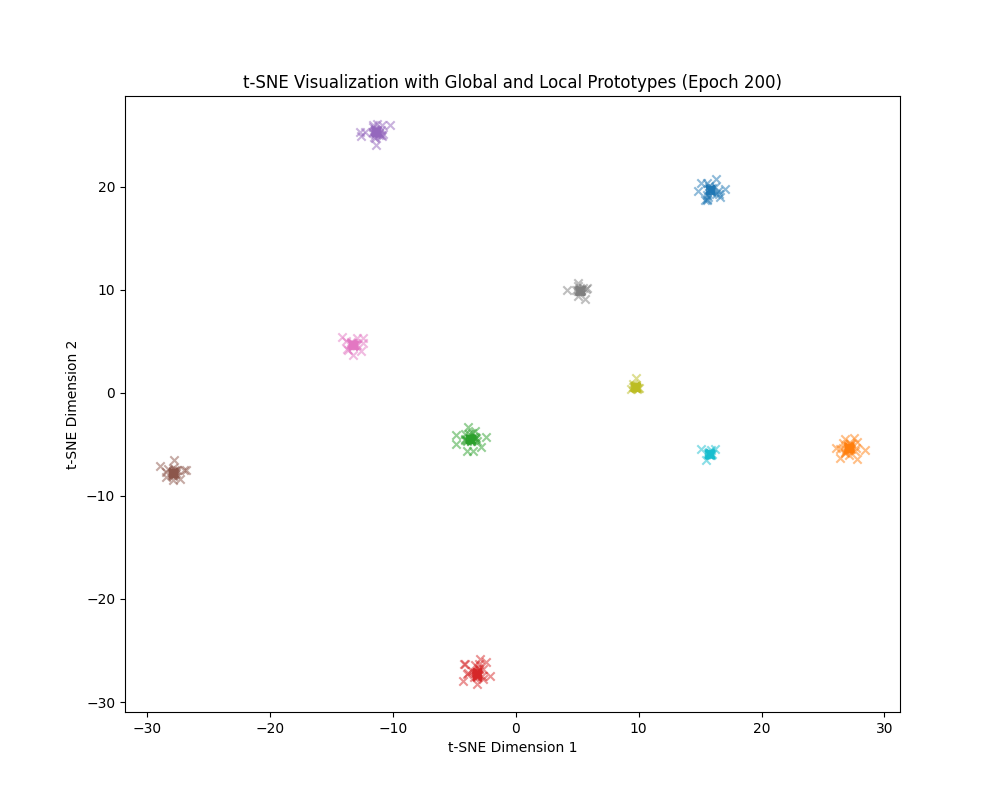 t-SNE Visualization with Global and Local Prototypes (Epoch 200)
t-SNE Dimension 2
20
10
0
−10
−20
−30
−30 −20 −10 0 10 20 30
t-SNE Dimension 1